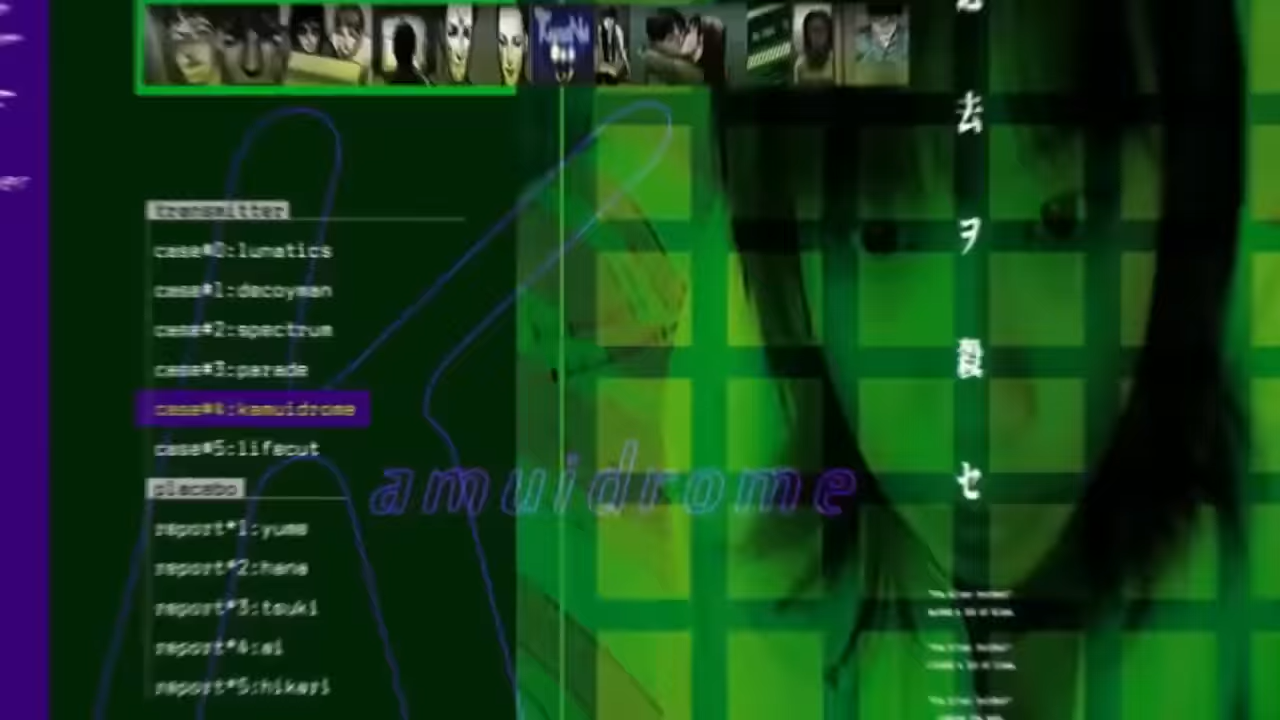 er
transmitter
case#0:lunatics
case#1:decoyman
case#2:spectrum
case#3:parade
case#4:kamuidrome
case#5:lifecut
placebo
report*1:yume
report*2:hana
report*3:tsuki
report*4:ai
report*5:hikari
amuidrome
去
ヲ
殺
セ